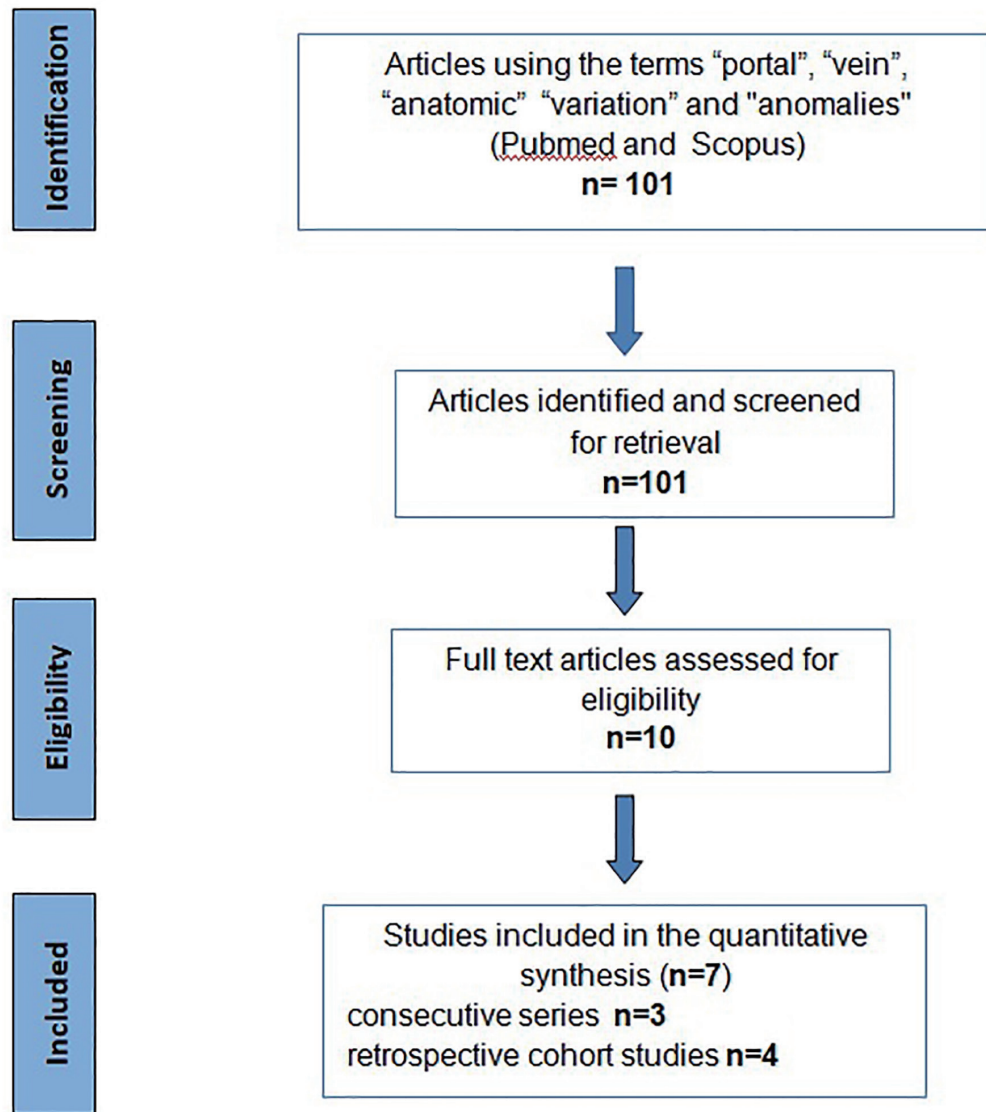 Identification
Articles using the terms “portal”, “vein”,
“anatomic” “variation” and "anomalies"
(Pubmed and Scopus)
n= 101
Screening
Articles identified and screened
for retrieval
n=101
Eligibility
Full text articles assessed for
eligibility
n=10
Included
Studies included in the quantitative
synthesis (n=7)
consecutive series n=3
retrospective cohort studies n=4